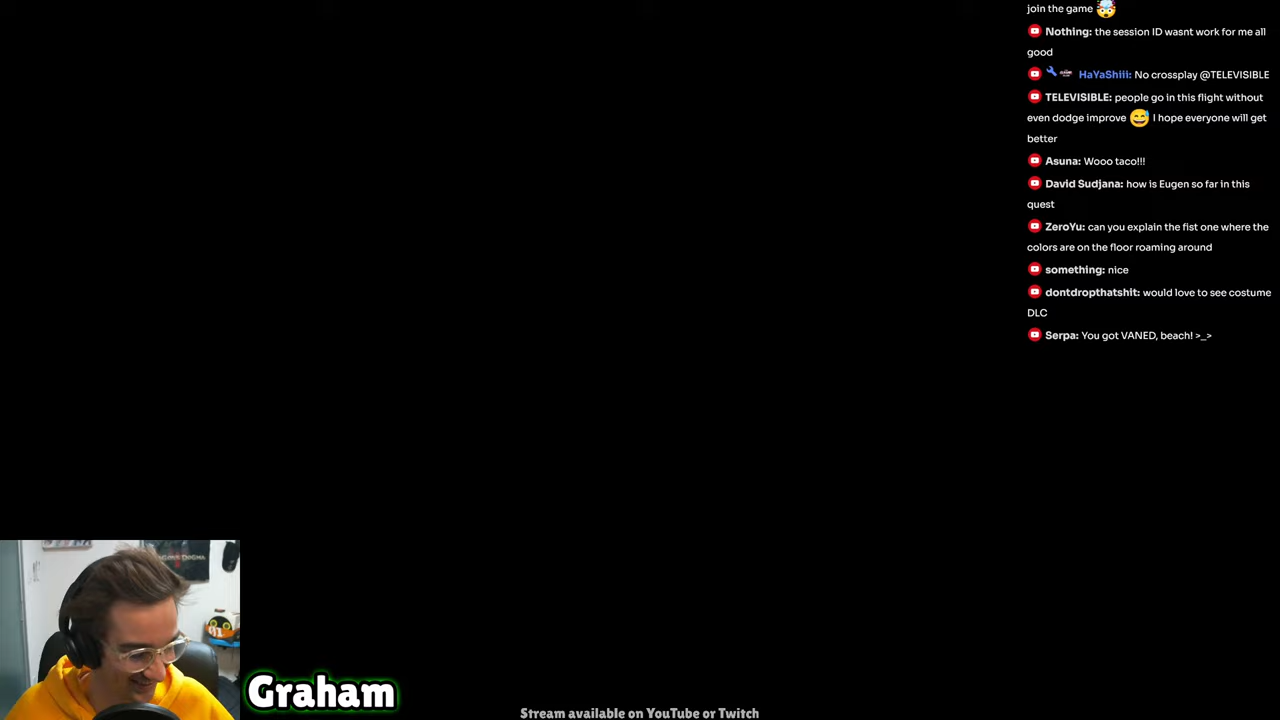 join the game
Nothing: the session ID wasnt work for me all
good
HaYaShiii: No crossplay @TELEVISIBLE
TELEVISIBLE: people go in this flight without
even dodge improve 😅 I hope everyone will get
better
Asuna: Wooo taco!!!
David Sudjana: how is Eugen so far in this
quest
ZeroYu: can you explain the fist one where the
colors are on the floor roaming around
something: nice
dontdropthatshit: would love to see costume
DLC
Serpa: You got VANED, beach! >_>
Graham
Stream available on YouTube or Twitch